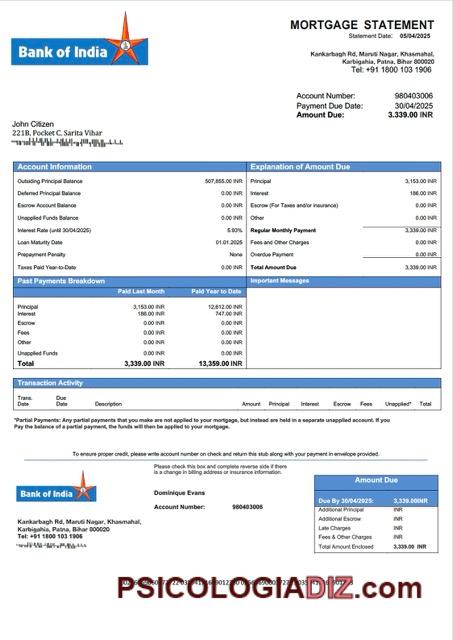 Bank of India
MORTGAGE STATEMENT
Statement Date: 05/04/2025
Kankarbagh Rd, Maruti Nagar, Khasmahal,
Karbigahia, Patna, Bihar 800020
Tel: +91 1800 103 1906
Account Number: 980403006
Payment Due Date: 30/04/2025
Amount Due: 3.339.00 INR
John Citizen
221B, Pocket C, Sarita Vihar
Account Information
Outsiding Principal Balance 507,855.00 INR
Deferred Principal Balance 0.00 INR
Escrow Account Balance 0.00 INR
Unapplied Funds Balance 0.00 INR
Interest Rate (until 30/04/2025) 5.93%
Loan Maturity Date 01.01.2025
Prepayment Penalty None
Taxes Paid Year-to-Date 0.00 INR
Explanation of Amount Due
Principal 3,153.00 INR
Interest 186.00 INR
Escrow (For Taxes and/or insurance) 0.00 INR
Other 0.00 INR
Regular Monthly Payment 3,339.00 INR
Fees and Other Charges 0.00 INR
Overdue Payment 0.00 INR
Total Amount Due 3,339.00 INR
Past Payments Breakdown
Paid Last Month Paid Year to Date
Principal 3,153.00 INR 12,612.00 INR
Interest 186.00 INR 747.00 INR
Escrow 0.00 INR 0.00 INR
Fees 0.00 INR 0.00 INR
Other 0.00 INR 0.00 INR
Unapplied Funds 0.00 INR 0.00 INR
Total 3,339.00 INR 13,359.00 INR
Important Messages
Transaction Activity
Trans. Date Due Date Description Amount Principal Interest Escrow Fees Unapplied* Total
*Partial Payments: Any partial payments that you make are not applied to your mortgage, but instead are held in a separate unapplied account. If you
Pay the balance of a partial payment, the funds will then be applied to your mortgage.
To ensure proper credit, please write account number on check and return this stub along with your payment in envelope provided.
Bank of India
Please check this box and complete reverse side if there
is a change in billing address or insurance information.
Dominique Evans
Account Number: 980403006
Kankarbagh Rd, Maruti Nagar, Khasmahal,
Karbigahia, Patna, Bihar 800020
Tel: +91 1800 103 1906
Amount Due
Due By 30/04/2025: 3,339.00INR
Additional Principal INR
Additional Escrow INR
Late Charges INR
Fees & Other Charges INR
Total Amount Enclosed 3,339.00 INR
PSICOLOGIADIZ.com